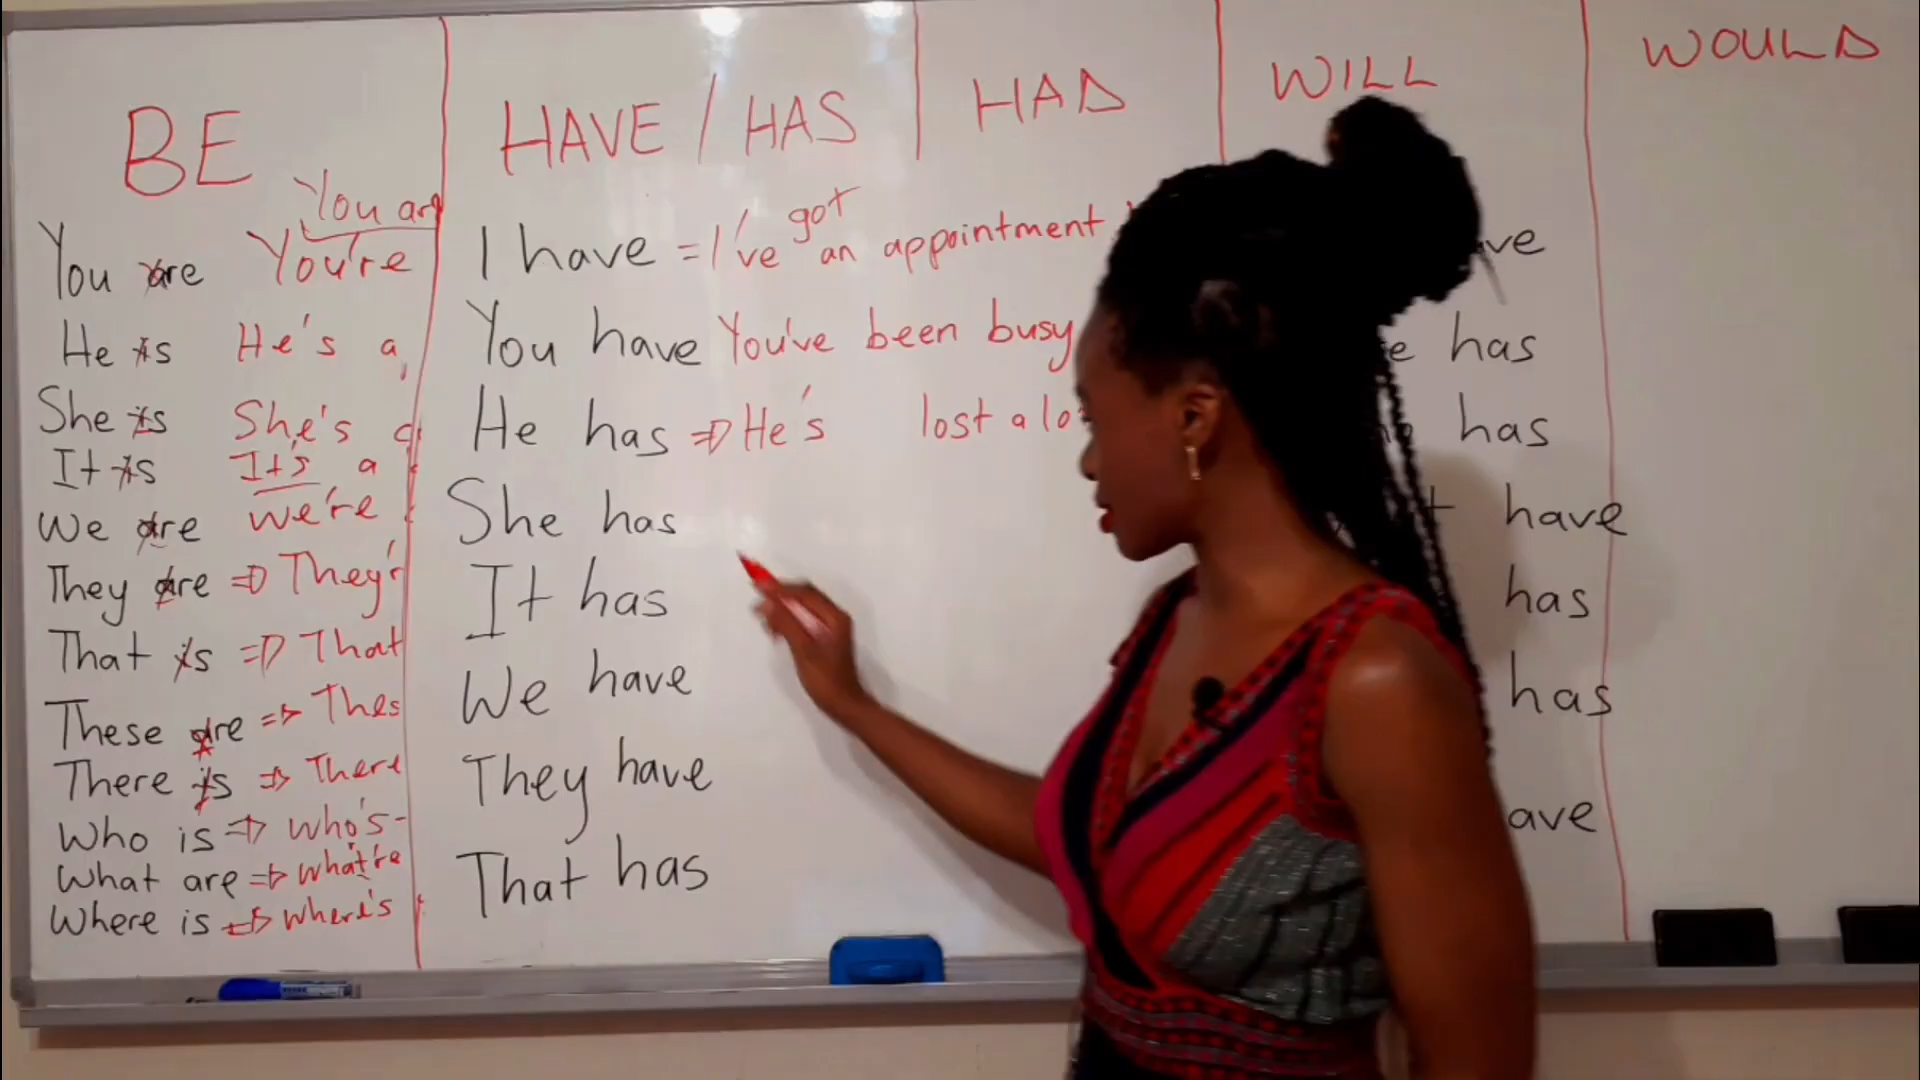 BE
You are
You are You're
He is He's a
She is She's
It is It's a
We are we're
They are => They'r
That is => That
These are => Thes
There is => There
Who is => who's-
What are => what're
Where is => where's
HAVE / HAS
got
I have = I've an appointment
You have You've been busy
He has => He's lost a lo
She has
It has
We have
They have
That has
HAD
WILL
ve
e has
has
t have
has
has
ave
WOULD